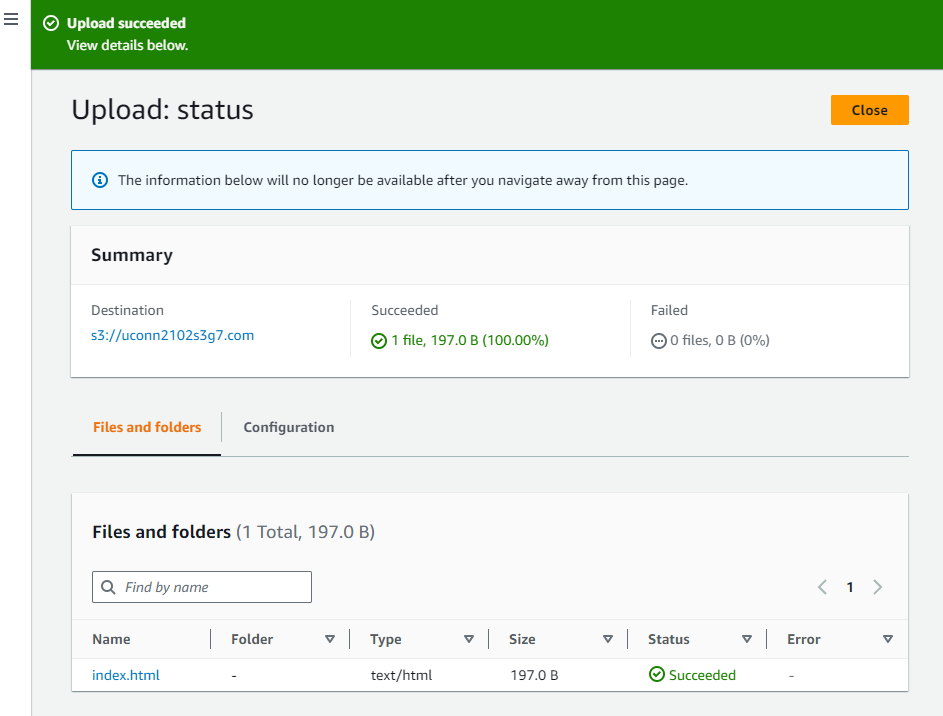 Upload succeeded
View details below.
Upload: status
Close
The information below will no longer be available after you navigate away from this page.
Summary
Destination
s3://uconn2102s3g7.com
Succeeded
1 file, 197.0 B (100.00%)
Failed
0 files, 0 B (0%)
Files and folders
Configuration
Files and folders (1 Total, 197.0 B)
Find by name
1
Name Folder Type Size Status Error
index.html - text/html 197.0 B Succeeded -